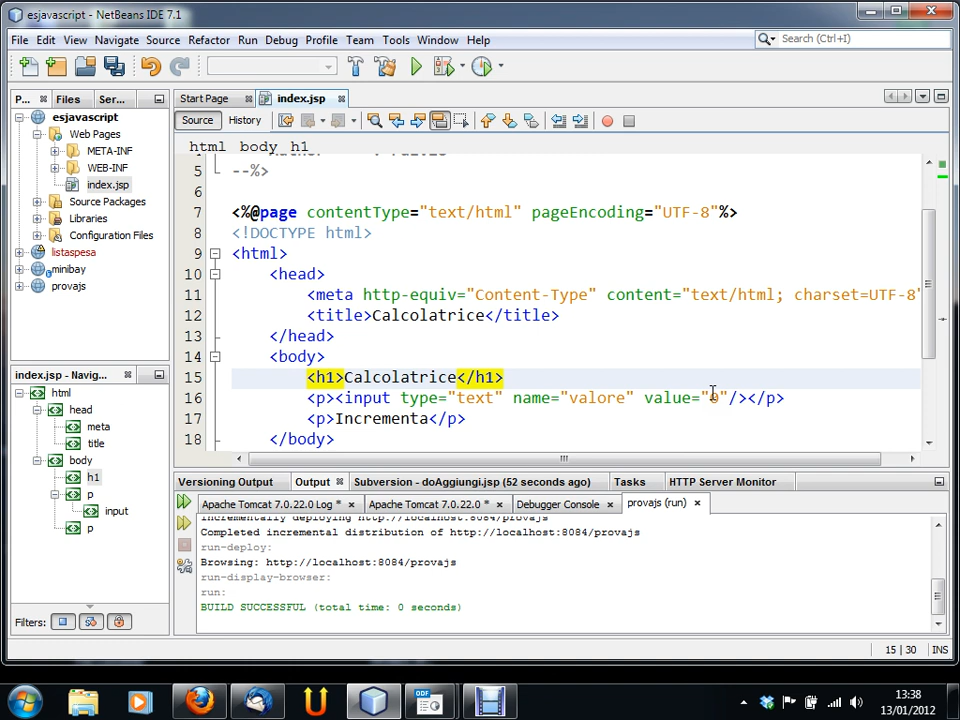 esjavascript - NetBeans IDE 7.1
File Edit View Navigate Source Refactor Run Debug Profile Team Tools Window Help
Search (Ctrl+I)
P... Files Ser...
Start Page index.jsp
esjavascript
Web Pages
META-INF
WEB-INF
index.jsp
Source Packages
Libraries
Configuration Files
listaspesa
minibay
provajs
Source History
html body h1
5 --%>
6
7 <%@page contentType="text/html" pageEncoding="UTF-8"%>
8 <!DOCTYPE html>
9 <html>
10 <head>
11 <meta http-equiv="Content-Type" content="text/html; charset=UTF-8"
12 <title>Calcolatrice</title>
13 </head>
14 <body>
15 <h1>Calcolatrice</h1>
16 <p><input type="text" name="valore" value="0"/></p>
17 <p>Incrementa</p>
18 </body>
index.jsp - Navig...
html
head
meta
title
body
h1
p
input
p
Filters:
Subversion Output Output Subversion - doAggiungi.jsp (52 seconds ago) Tasks HTTP Server Monitor
Apache Tomcat 7.0.22.0 Log * Apache Tomcat 7.0.22.0 * Debugger Console provajs (run)
Incrementally deploying http://localhost:8084/provajs
Completed incremental distribution of http://localhost:8084/provajs
run-deploy:
Browsing: http://localhost:8084/provajs
run-display-browser:
run:
BUILD SUCCESSFUL (total time: 0 seconds)
15 | 30 INS
ODF
13:38
13/01/2012